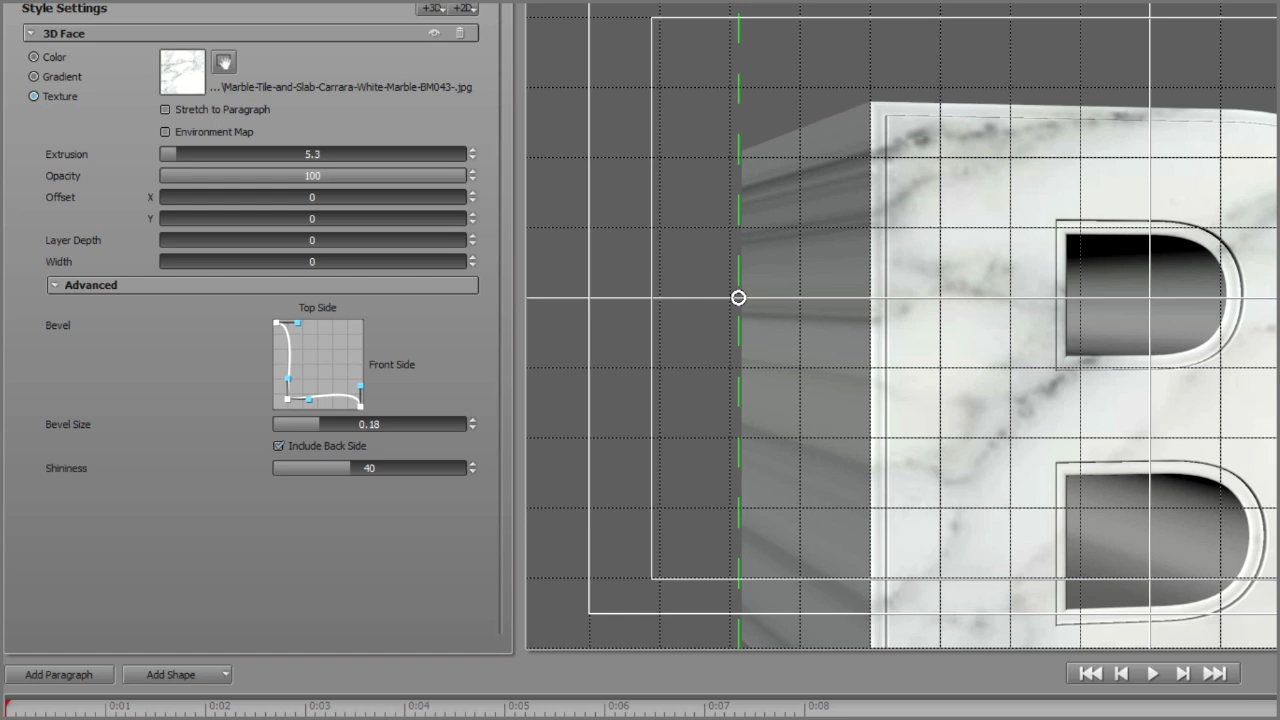 Style Settings
+3D
+2D
3D Face
Color
Gradient
Texture
...\Marble-Tile-and-Slab-Carrara-White-Marble-BM043-.jpg
Stretch to Paragraph
Environment Map
Extrusion 5.3
Opacity 100
Offset X 0
Y 0
Layer Depth 0
Width 0
Advanced
Top Side
Bevel
Front Side
Bevel Size 0.18
Include Back Side
Shininess 40
B
Add Paragraph
Add Shape
0:01 0:02 0:03 0:04 0:05 0:06 0:07 0:08